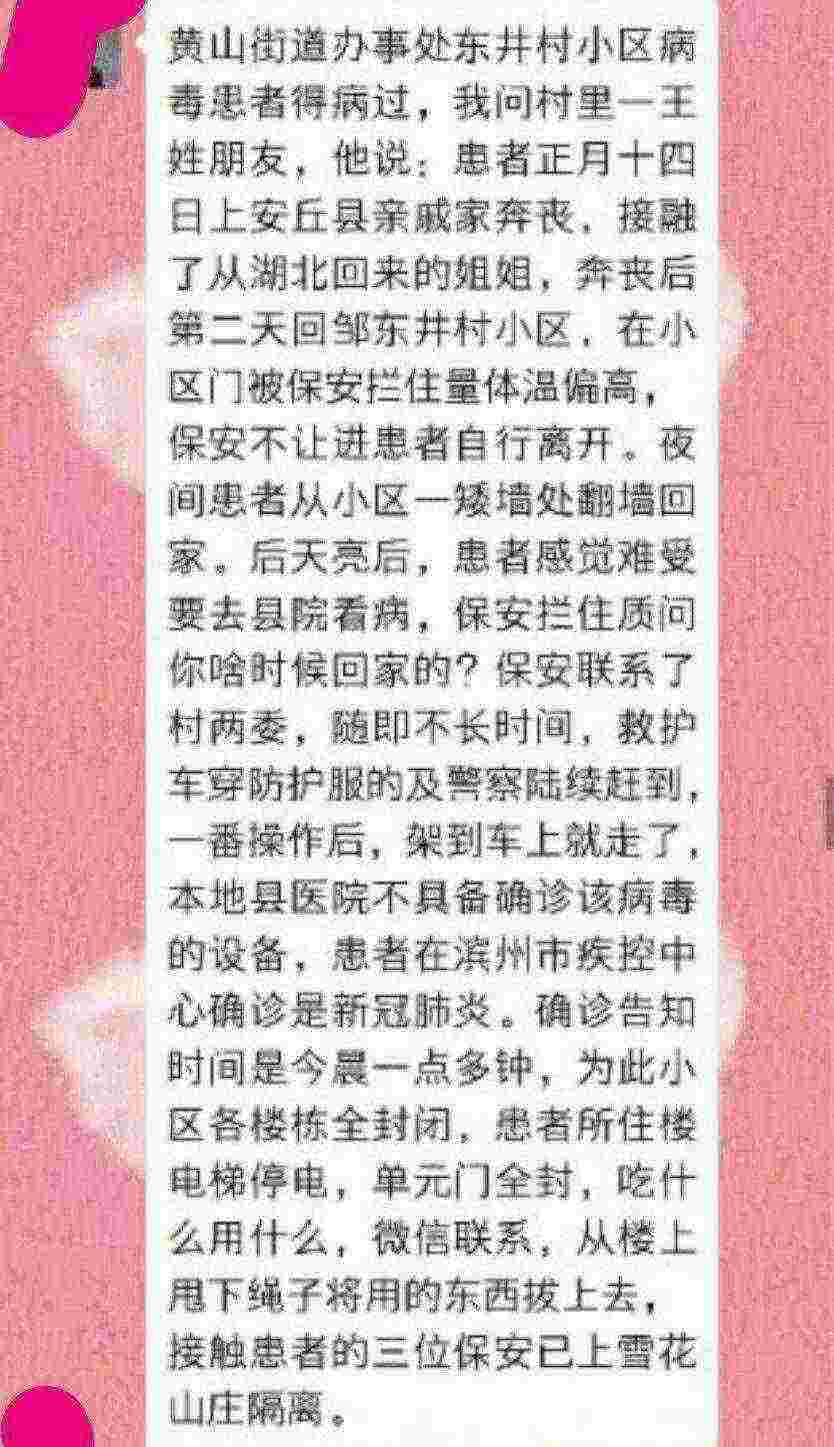 黄山街道办事处东井村小区病
毒患者得病过，我问村里一王
姓朋友，他说：患者正月十四
日上安丘县亲戚家奔丧，接融
了从湖北回来的姐姐，奔丧后
第二天回邹东井村小区，在小
区门被保安拦住量体温偏高，
保安不让进患者自行离开。夜
间患者从小区一矮墙处翻墙回
家。后天亮后，患者感觉难受
要去县院看病，保安拦住质问
你啥时候回家的？保安联系了
村两委，随即不长时间，救护
车穿防护服的及警察陆续赶到，
一番操作后，架到车上就走了，
本地县医院不具备确诊该病毒
的设备，患者在滨州市疾控中
心确诊是新冠肺炎。确诊告知
时间是今晨一点多钟，为此小
区各楼栋全封闭，患者所住楼
电梯停电，单元门全封，吃什
么用什么，微信联系，从楼上
甩下绳子将用的东西拔上去，
接触患者的三位保安已上雪花
山庄隔离。